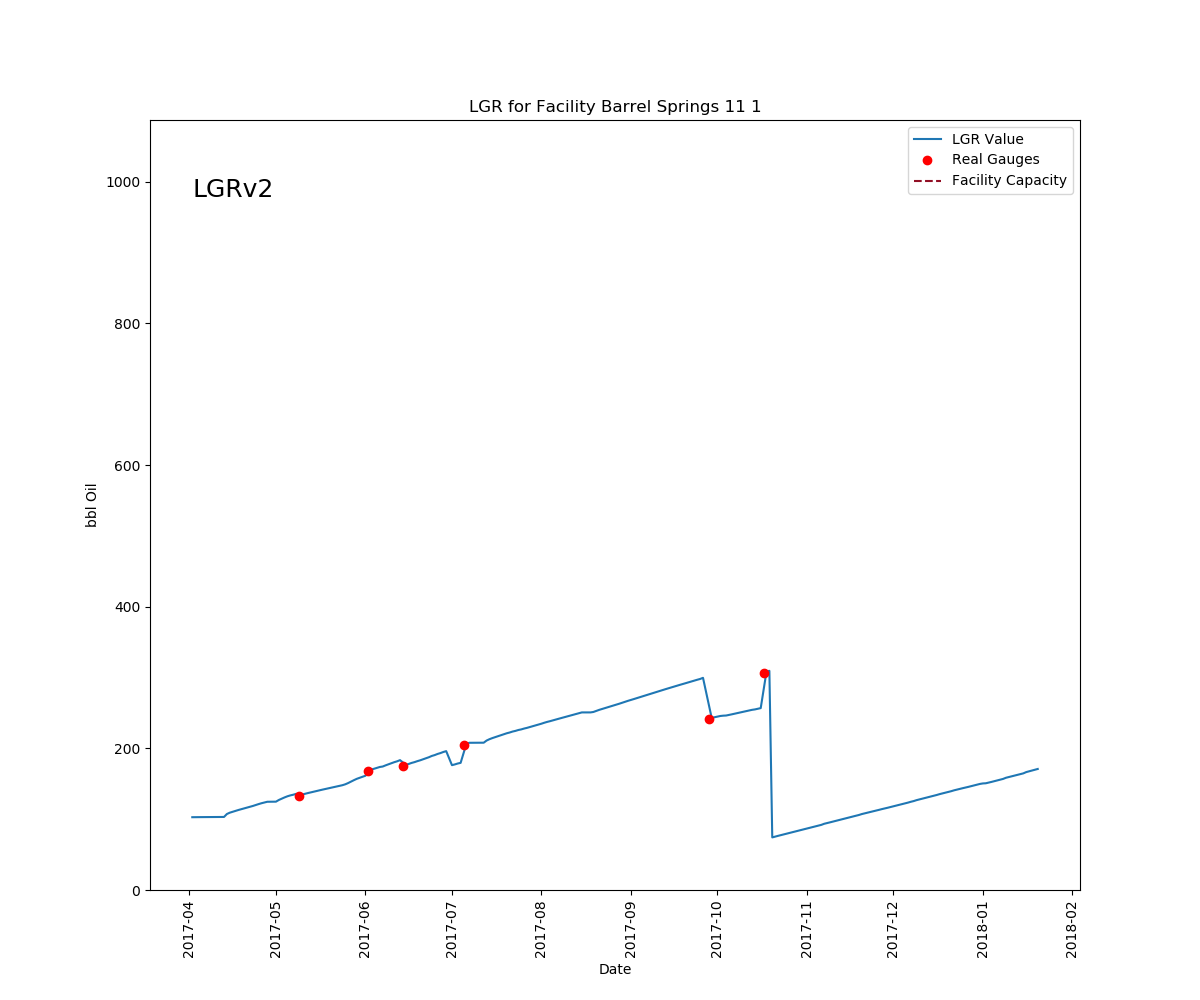 LGR for Facility Barrel Springs 11 1
LGR Value
Real Gauges
Facility Capacity
LGRv2
1000
800
600
400
200
0
bbl Oil
2017-04
2017-05
2017-06
2017-07
2017-08
2017-09
2017-10
2017-11
2017-12
2018-01
2018-02
Date